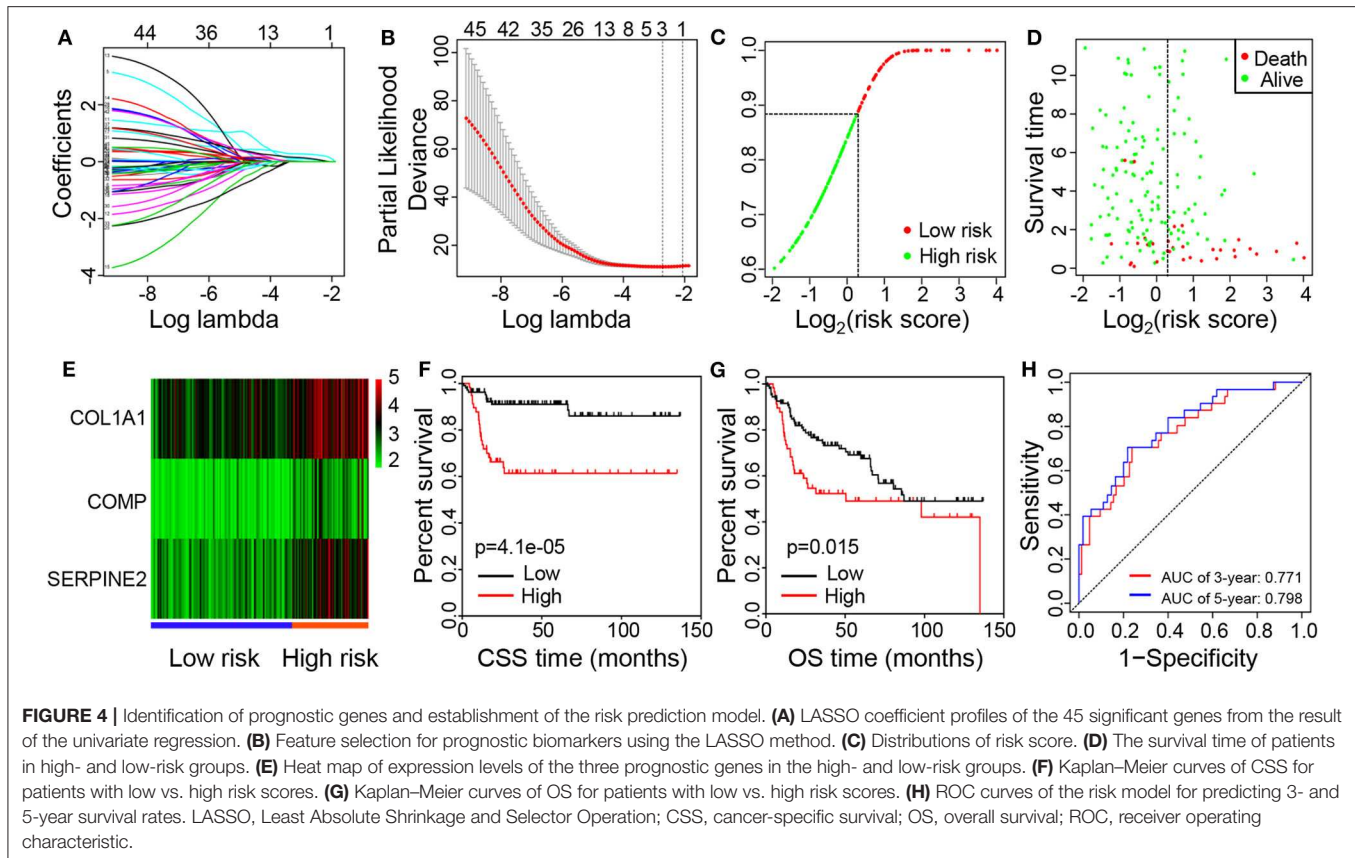 A
44 36 13 1
Coefficients
2
0
-2
-4
-8 -6 -4 -2
Log lambda
B
45 42 35 26 13 8 5 3 1
Partial Likelihood
Deviance
100
80
60
40
20
-8 -6 -4 -2
Log lambda
C
1.0
0.9
0.8
0.7
0.6
Low risk
High risk
-2 -1 0 1 2 3 4
Log2(risk score)
D
Death
Alive
Survival time
10
8
6
4
2
0
-2 -1 0 1 2 3 4
Log2(risk score)
E
COL1A1
COMP
SERPINE2
5
4
3
2
Low risk High risk
F
Percent survival
1.0
0.8
0.6
0.4
0.2
0.0
p=4.1e-05
Low
High
0 50 100 150
CSS time (months)
G
Percent survival
1.0
0.8
0.6
0.4
0.2
0.0
p=0.015
Low
High
0 50 100 150
OS time (months)
H
Sensitivity
1.0
0.8
0.6
0.4
0.2
0.0
AUC of 3-year: 0.771
AUC of 5-year: 0.798
0.0 0.2 0.4 0.6 0.8 1.0
1−Specificity
FIGURE 4 | Identification of prognostic genes and establishment of the risk prediction model. (A) LASSO coefficient profiles of the 45 significant genes from the result
of the univariate regression. (B) Feature selection for prognostic biomarkers using the LASSO method. (C) Distributions of risk score. (D) The survival time of patients
in high- and low-risk groups. (E) Heat map of expression levels of the three prognostic genes in the high- and low-risk groups. (F) Kaplan–Meier curves of CSS for
patients with low vs. high risk scores. (G) Kaplan–Meier curves of OS for patients with low vs. high risk scores. (H) ROC curves of the risk model for predicting 3- and
5-year survival rates. LASSO, Least Absolute Shrinkage and Selector Operation; CSS, cancer-specific survival; OS, overall survival; ROC, receiver operating
characteristic.